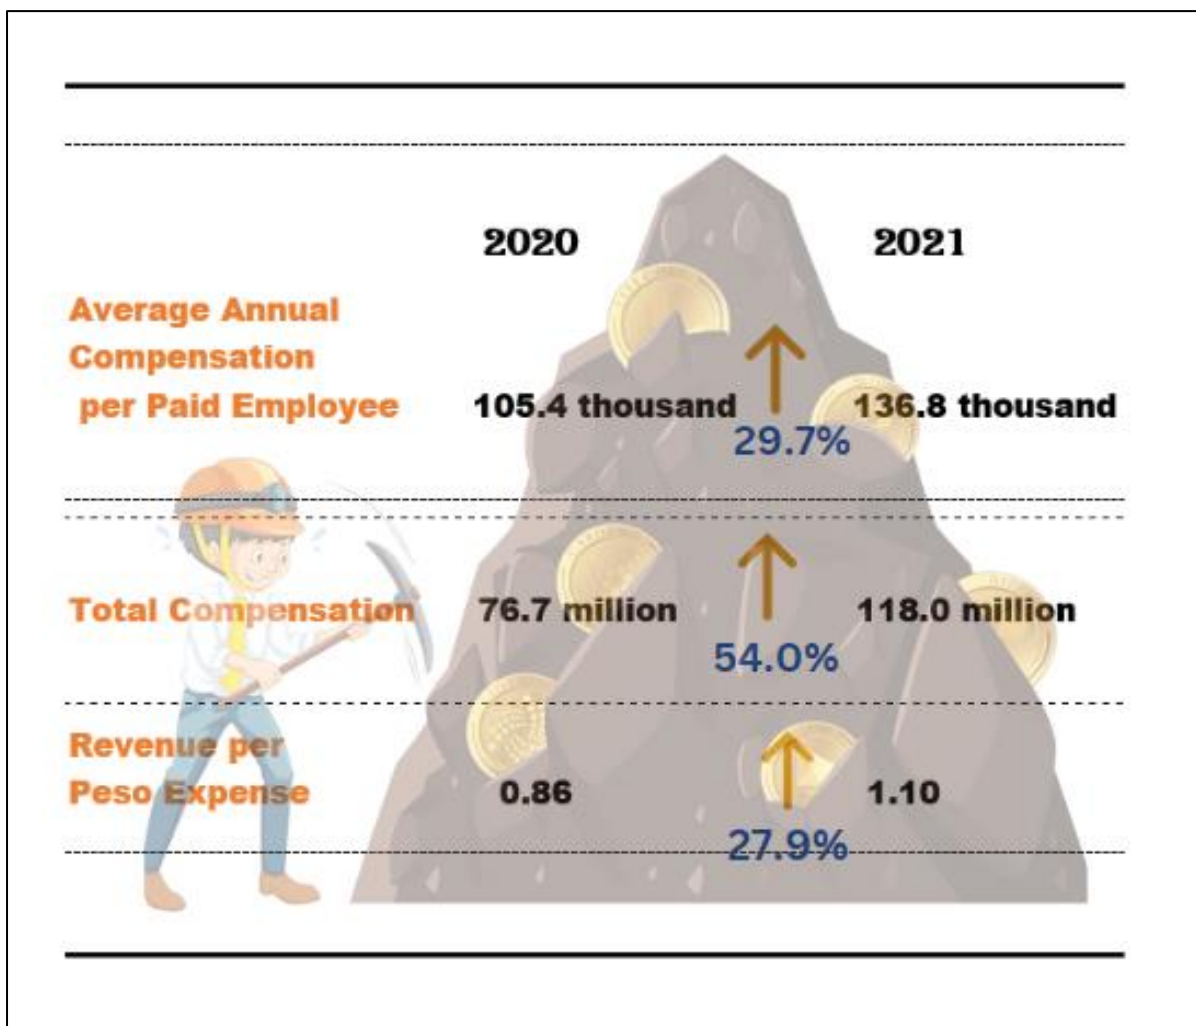 2020 2021
Average Annual
Compensation
per Paid Employee 105.4 thousand 136.8 thousand
29.7%
Total Compensation 76.7 million 118.0 million
54.0%
Revenue per
Peso Expense 0.86 1.10
27.9%